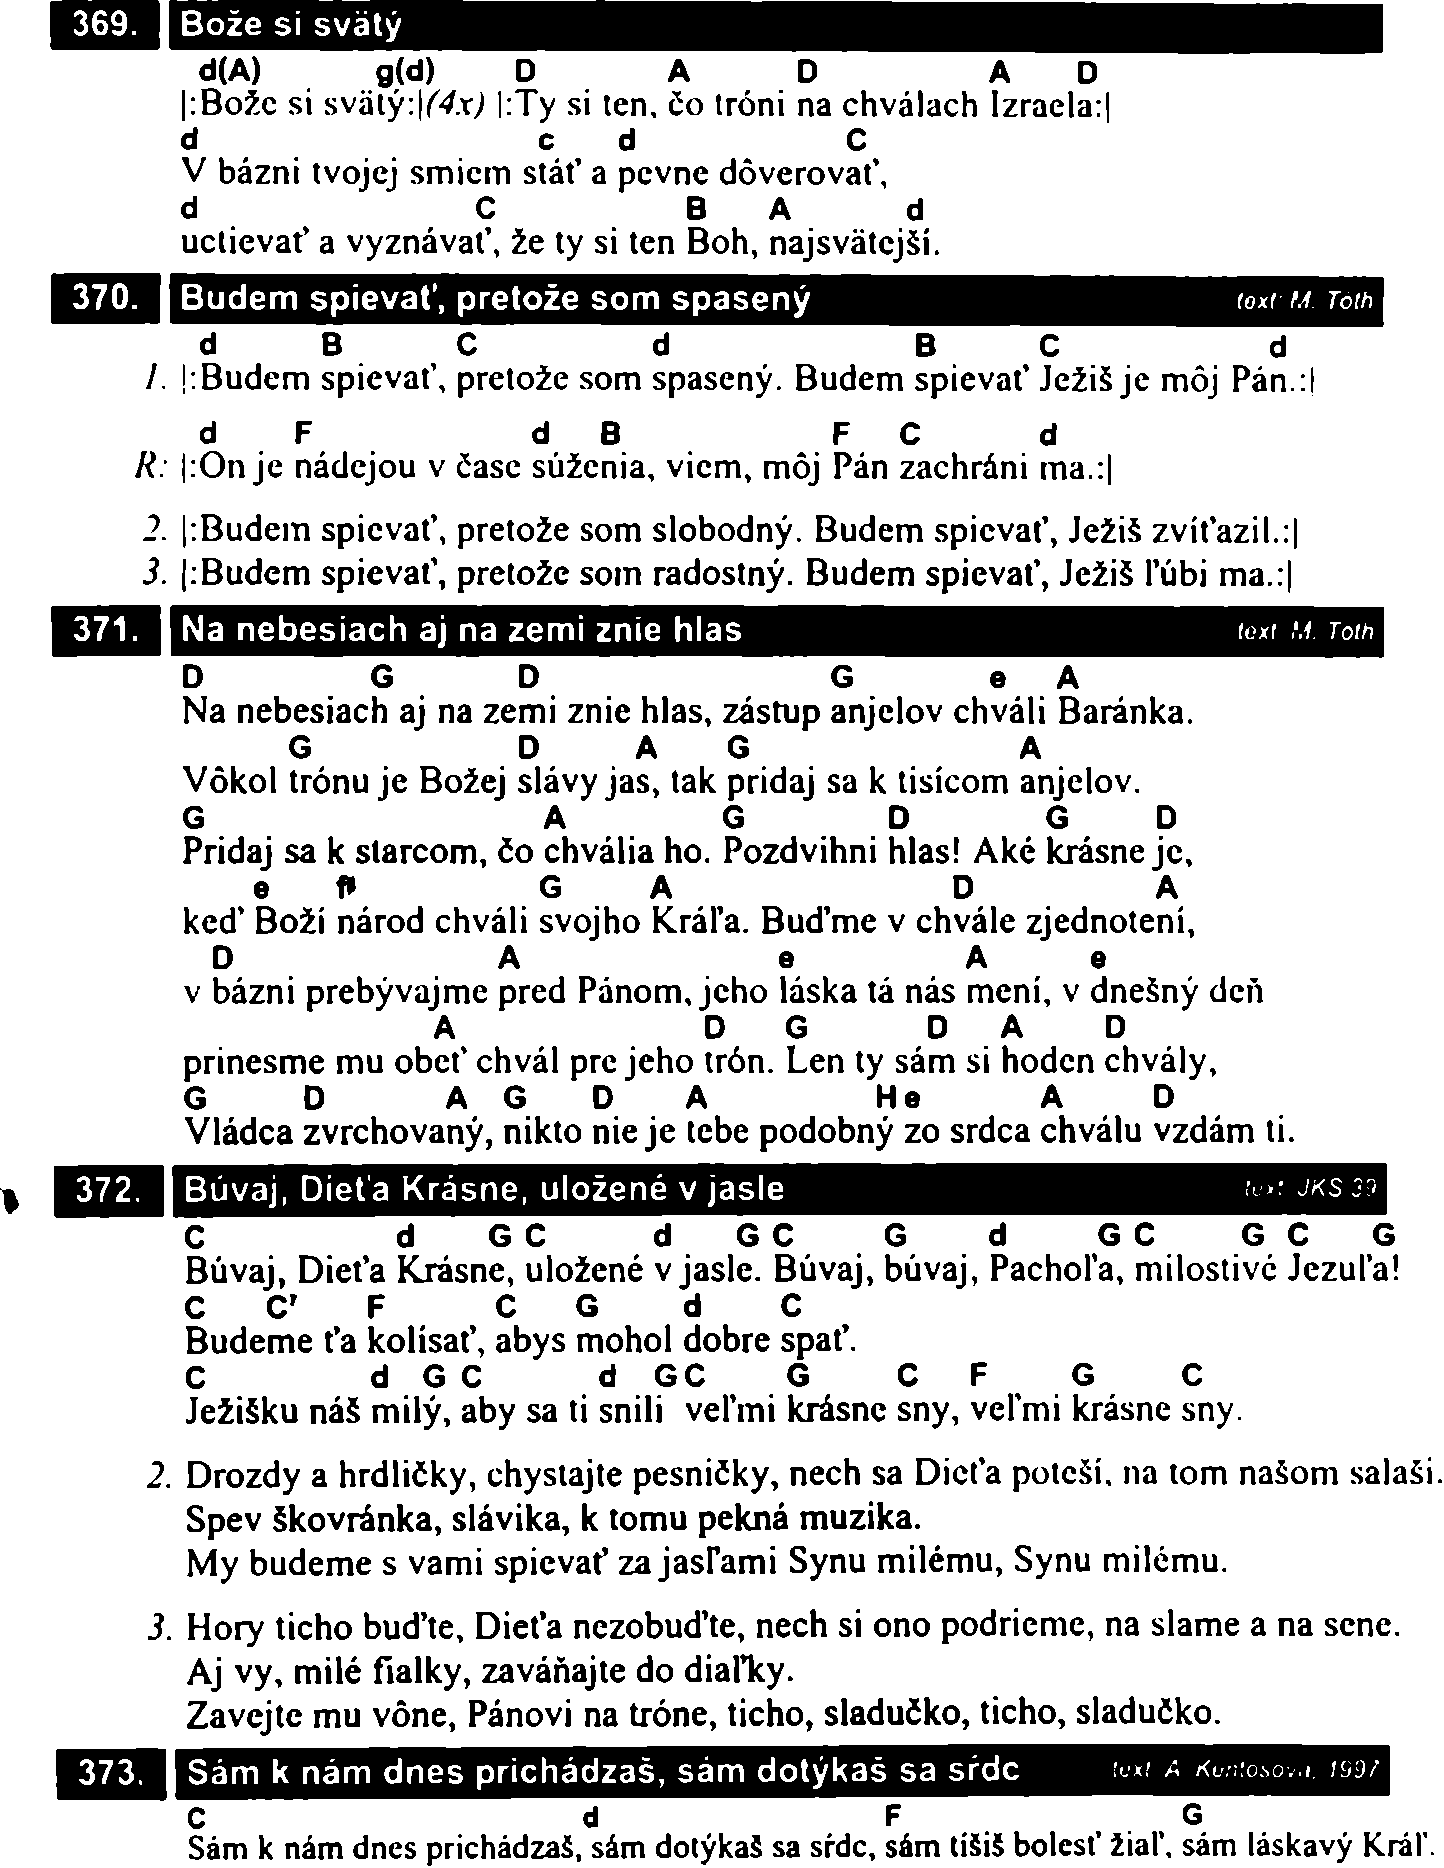 369. Bože si svätý
d(A) g(d) D A D A D
|:Bože si svätý:|(4x) |:Ty si ten, čo tróni na chválach Izraela:|
d c d C
V bázni tvojej smiem stáť a pevne dôverovať,
d C B A d
uctievať a vyznávať, že ty si ten Boh, najsvätejší.
370. Budem spievať, pretože som spasený text M. Tóth
d B C d B C d
1. |:Budem spievať, pretože som spasený. Budem spievať Ježiš je môj Pán.:|
d F d B F C d
R: |:On je nádejou v čase súženia, viem, môj Pán zachráni ma.:|
2. |:Budem spievať, pretože som slobodný. Budem spievať, Ježiš zvíťazil.:|
3. |:Budem spievať, pretože som radostný. Budem spievať, Ježiš ľúbi ma.:|
371. Na nebesiach aj na zemi znie hlas text M. Toth
D G D G e A
Na nebesiach aj na zemi znie hlas, zástup anjelov chváli Baránka.
G D A G A
Vôkol trónu je Božej slávy jas, tak pridaj sa k tisícom anjelov.
G A G D G D
Pridaj sa k starcom, čo chvália ho. Pozdvihni hlas! Aké krásne je,
e G A D A
keď Boží národ chváli svojho Kráľa. Buďme v chvále zjednotení,
D A e A e
v bázni prebývajme pred Pánom, jeho láska tá nás mení, v dnešný deň
A D G D A D
prinesme mu obeť chvál pre jeho trón. Len ty sám si hoden chvály,
G D A G D A H e A D
Vládca zvrchovaný, nikto nie je tebe podobný zo srdca chválu vzdám ti.
372. Búvaj, Dieťa Krásne, uložené v jasle text JKS 39
C d G C d G C G d G C G C G
Búvaj, Dieťa Krásne, uložené v jasle. Búvaj, búvaj, Pachoľa, milostivé Jezuľa!
C C⁷ F C G d C
Budeme ťa kolísať, abys mohol dobre spať.
C d G C d G C G C F G C
Ježišku náš milý, aby sa ti snili veľmi krásne sny, veľmi krásne sny.
2. Drozdy a hrdličky, chystajte pesničky, nech sa Dieťa poteší, na tom našom salaši.
Spev škovránka, slávika, k tomu pekná muzika.
My budeme s vami spievať za jasľami Synu milému, Synu milému.
3. Hory ticho buďte, Dieťa nezobuďte, nech si ono podrieme, na slame a na sene.
Aj vy, milé fialky, zaváňajte do diaľky.
Zavejte mu vône, Pánovi na tróne, ticho, sladučko, ticho, sladučko.
373. Sám k nám dnes prichádzaš, sám dotýkaš sa sŕdc text A 1997
C d F G
Sám k nám dnes prichádzaš, sám dotýkaš sa sŕdc, sám tíšiš bolesť žiaľ, sám láskavý Kráľ.